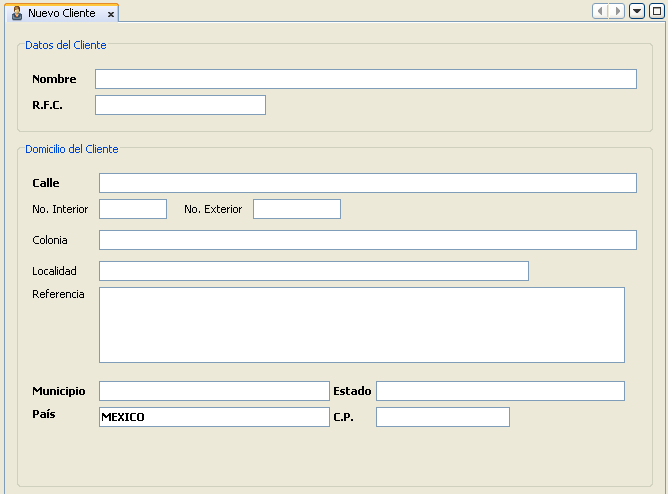 Nuevo Cliente
Datos del Cliente
Nombre
R.F.C.
Domicilio del Cliente
Calle
No. Interior No. Exterior
Colonia
Localidad
Referencia
Municipio Estado
País MEXICO C.P.